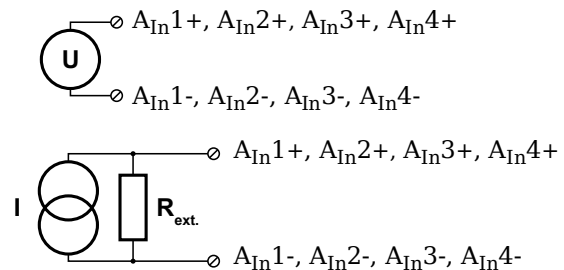 A_In1+, A_In2+, A_In3+, A_In4+
U
A_In1-, A_In2-, A_In3-, A_In4-
A_In1+, A_In2+, A_In3+, A_In4+
I R_ext.
A_In1-, A_In2-, A_In3-, A_In4-